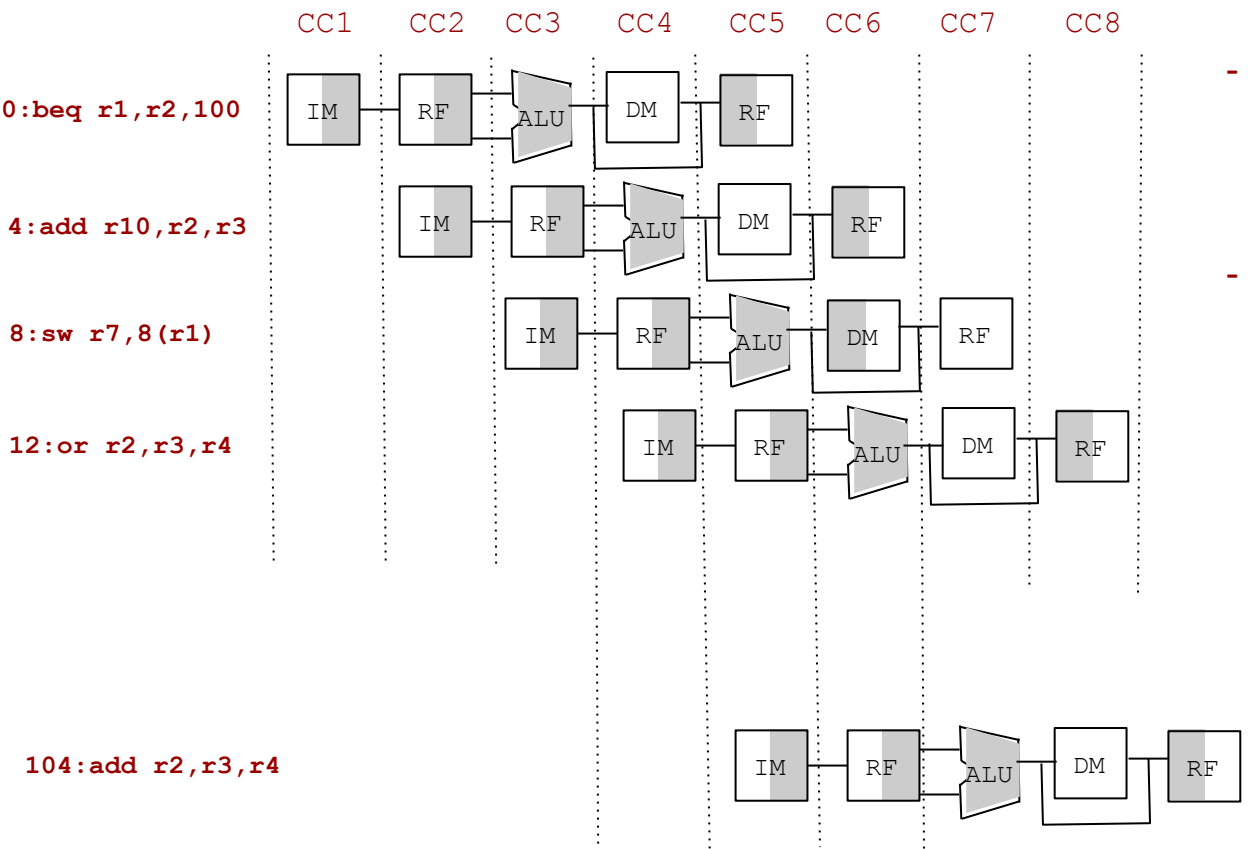 CC1 CC2 CC3 CC4 CC5 CC6 CC7 CC8
-
0:beq r1,r2,100 IM RF ALU DM RF
4:add r10,r2,r3 IM RF ALU DM RF
-
8:sw r7,8(r1) IM RF ALU DM RF
12:or r2,r3,r4 IM RF ALU DM RF
104:add r2,r3,r4 IM RF ALU DM RF